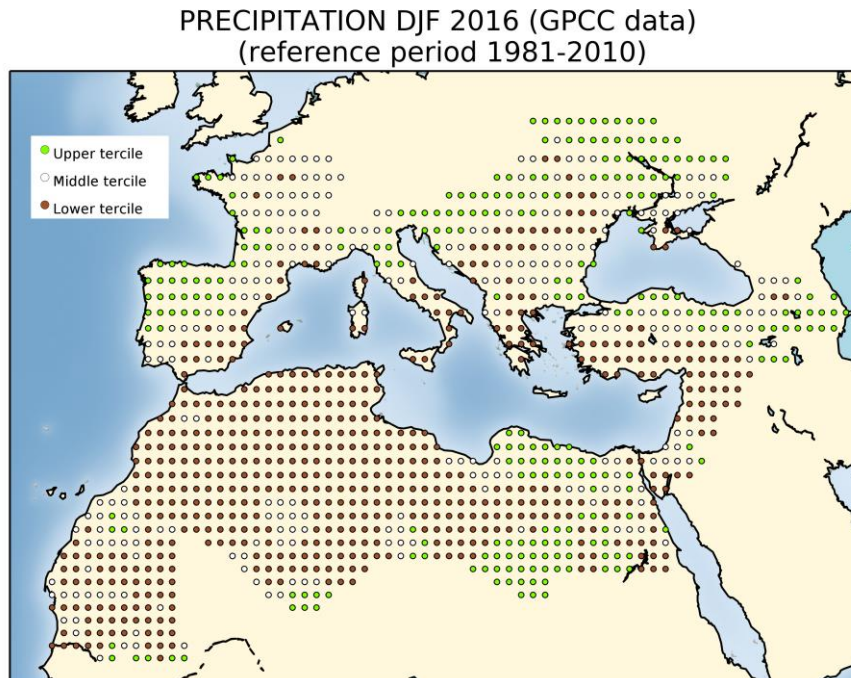 PRECIPITATION DJF 2016 (GPCC data)
(reference period 1981-2010)
Upper tercile
Middle tercile
Lower tercile